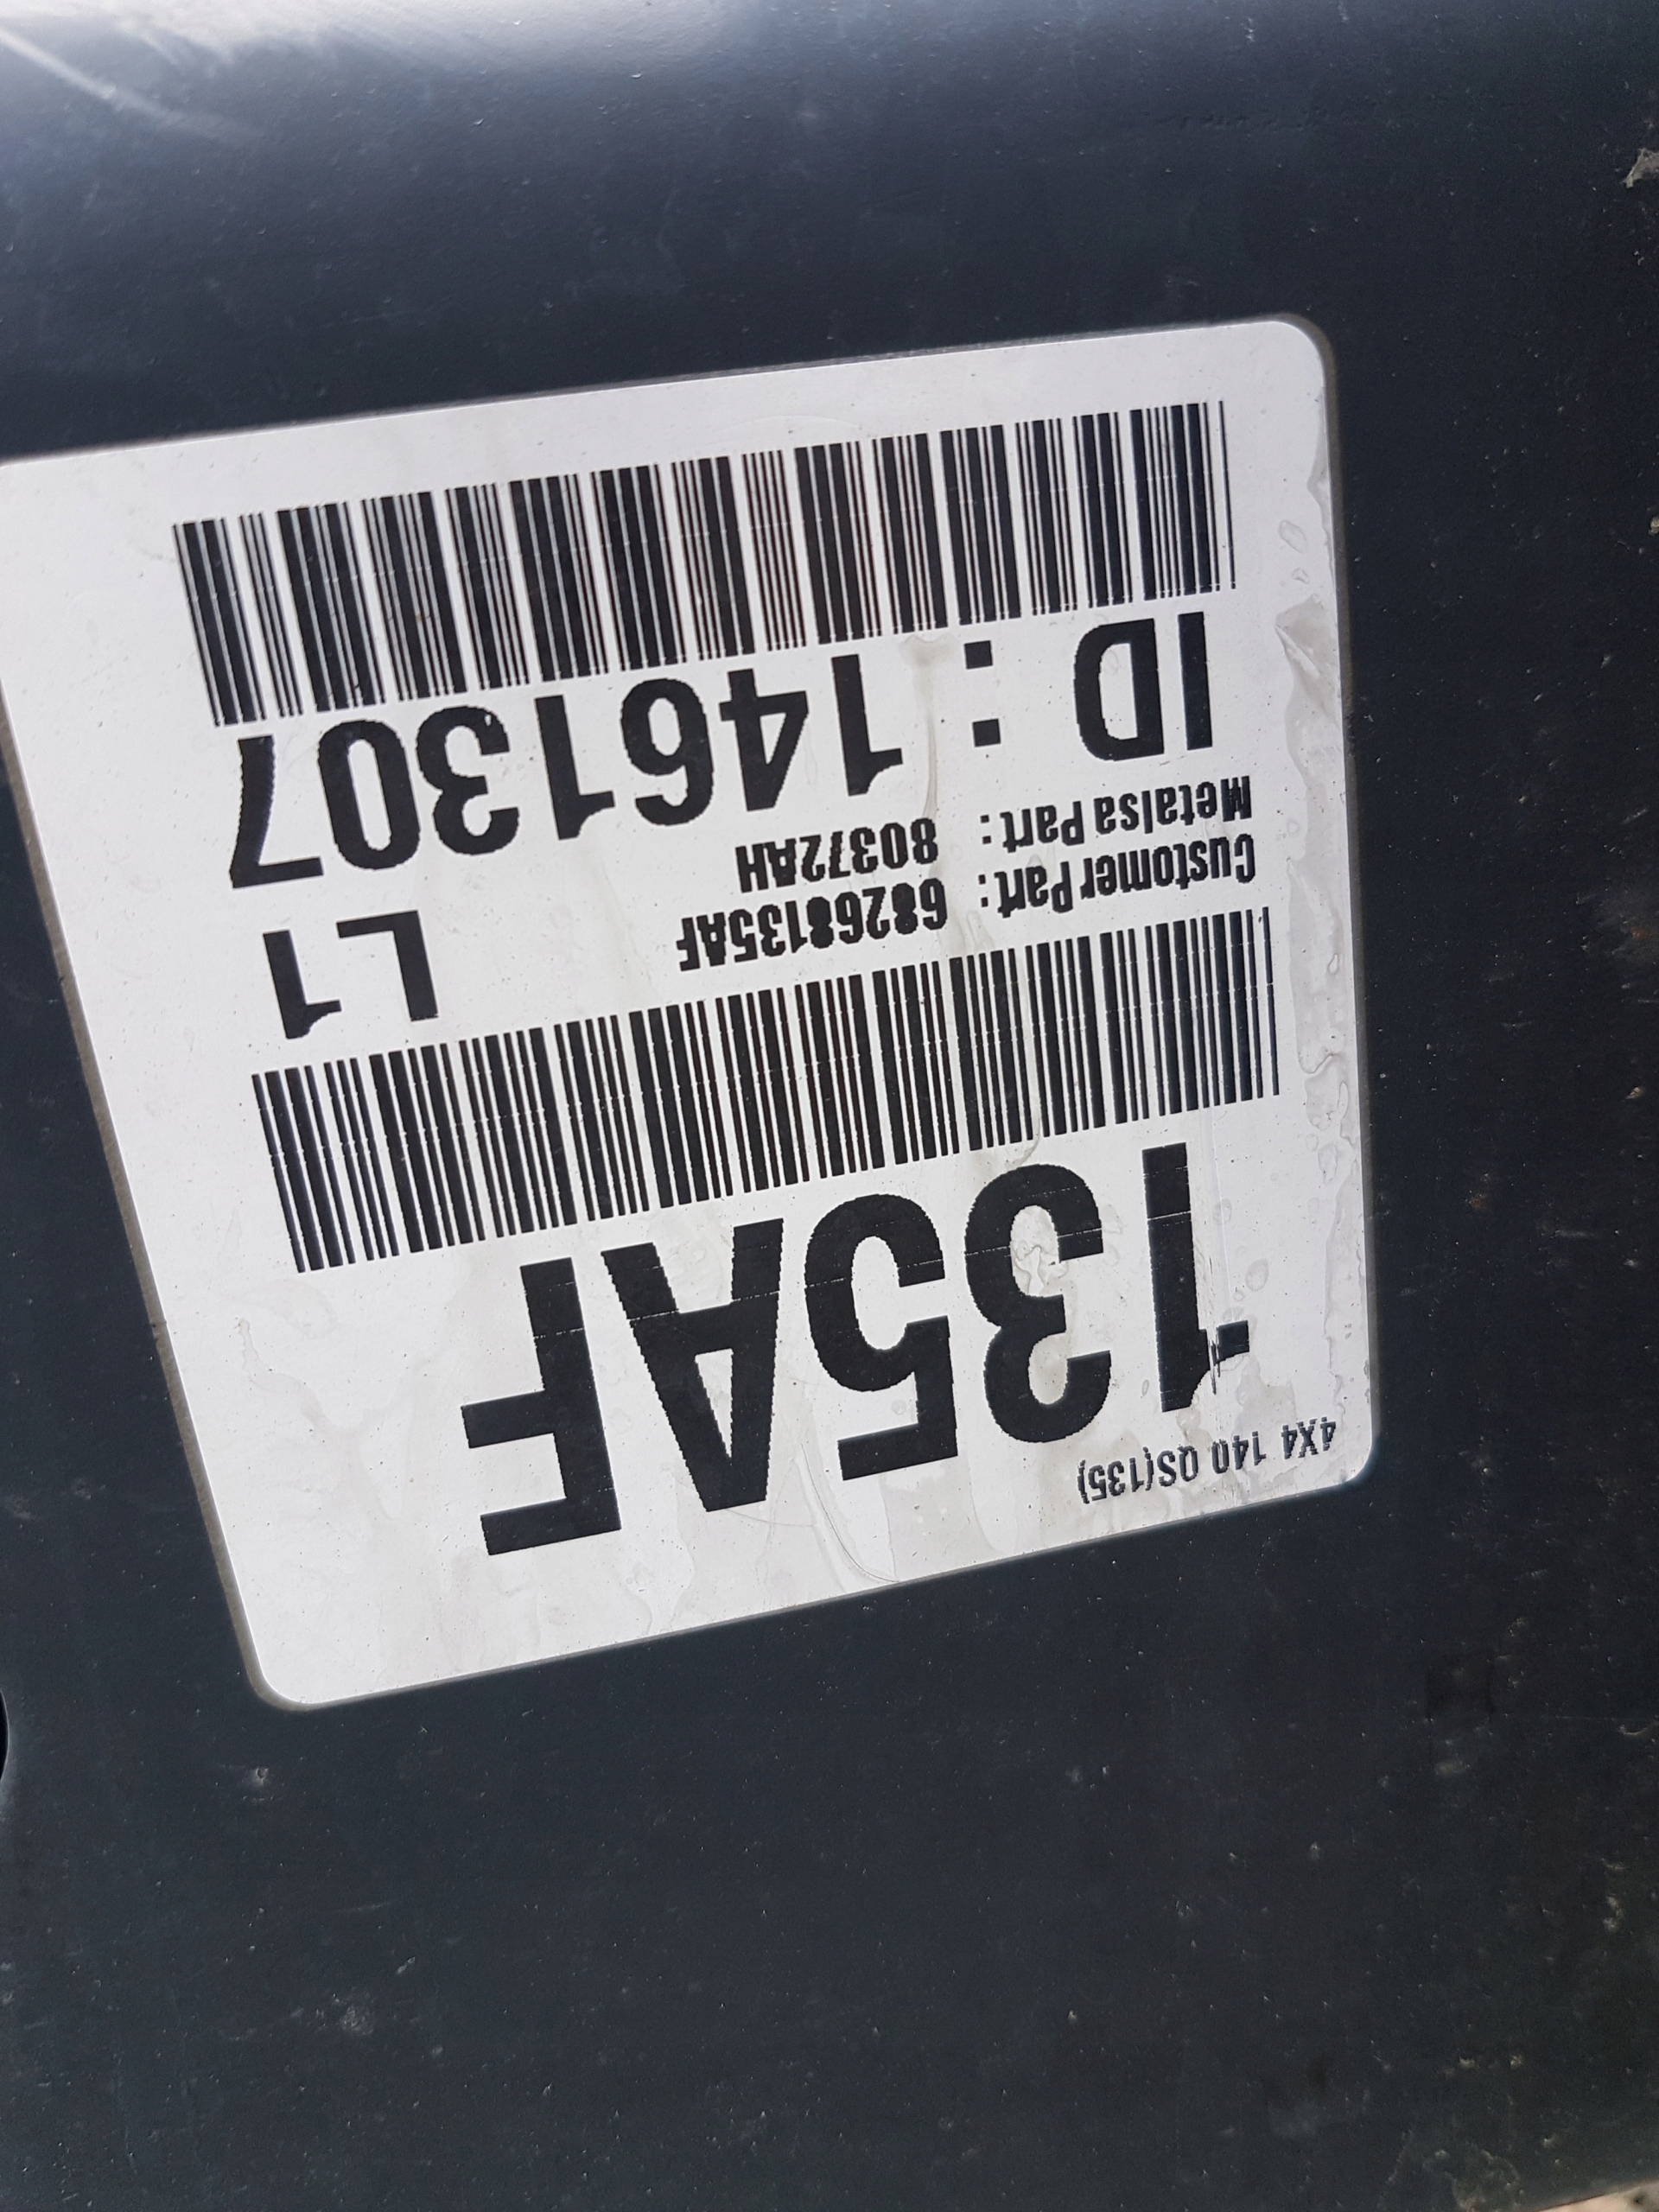 4X4 140 QS(135)
135AF
Customer Part: 68268135AF
Metalsa Part: 80372AH
L1
ID: 1461307